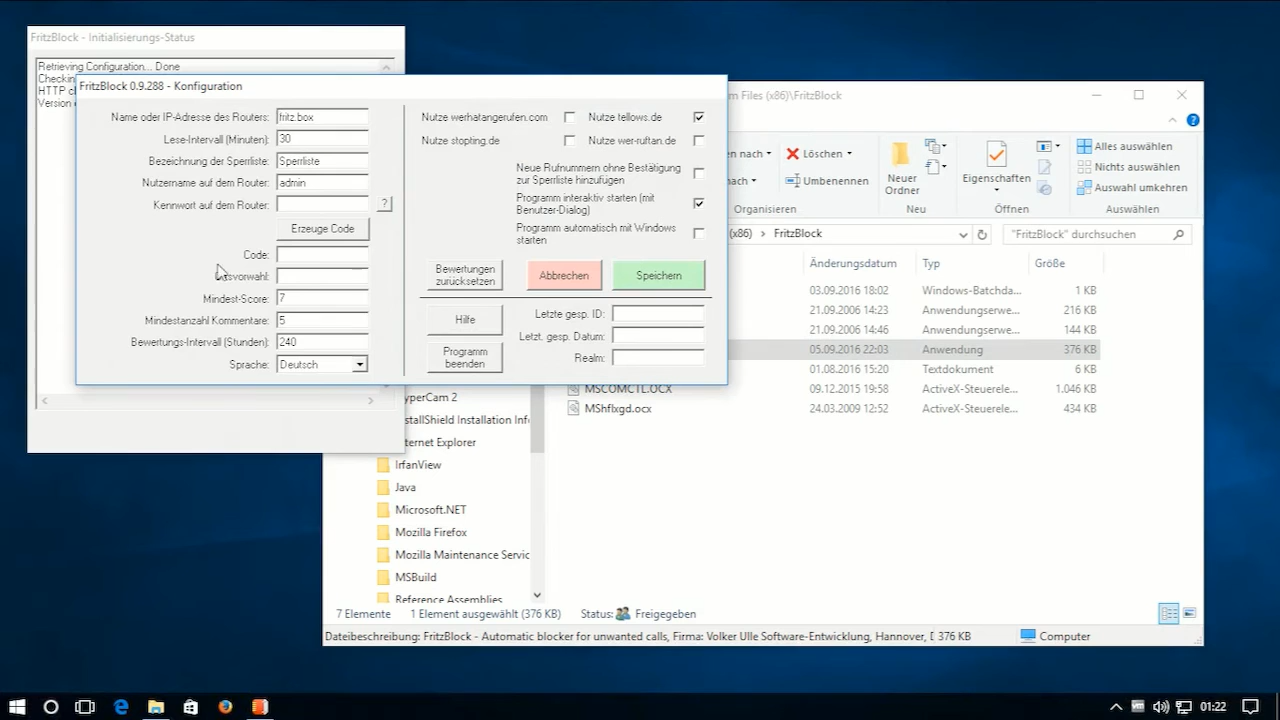 FritzBlock - Initialisierungs-Status
Retrieving Configuration... Done
Checkin
HTTP c
Version
FritzBlock 0.9.288 - Konfiguration
Name oder IP-Adresse des Routers: fritz.box
Lese-Intervall (Minuten): 30
Bezeichnung der Sperrliste: Sperrliste
Nutzername auf dem Router: admin
Kennwort auf dem Router: ?
Erzeuge Code
Code:
Mindest-Score: 7
Mindestanzahl Kommentare: 5
Bewertungs-Intervall (Stunden): 240
Sprache: Deutsch
Nutze werhatangerufen.com
Nutze tellows.de
Nutze stopting.de
Nutze wer-ruftan.de
Neue Rufnummern ohne Bestätigung
zur Sperrliste hinzufügen
Programm interaktiv starten (mit
Benutzer-Dialog)
Programm automatisch mit Windows
starten
Bewertungen
zurücksetzen
Abbrechen
Speichern
Hilfe
Programm
beenden
Letzte gesp. ID:
Letzt. gesp. Datum:
Realm:
m Files (x86)\FritzBlock
en nach
nach
Löschen
Umbenennen
Organisieren
Neuer
Ordner
Neu
Eigenschaften
Öffnen
Alles auswählen
Nichts auswählen
Auswahl umkehren
Auswählen
(x86) > FritzBlock
"FritzBlock" durchsuchen
Änderungsdatum Typ Größe
03.09.2016 18:02 Windows-Batchda... 1 KB
21.09.2006 14:23 Anwendungserwe... 216 KB
21.09.2006 14:46 Anwendungserwe... 144 KB
05.09.2016 22:03 Anwendung 376 KB
01.08.2016 15:20 Textdokument 6 KB
MSCOMCTL.OCX 09.12.2015 19:58 ActiveX-Steuerele... 1.046 KB
MShflxgd.ocx 24.03.2009 12:52 ActiveX-Steuerele... 434 KB
yperCam 2
stallShield Installation Info
ternet Explorer
IrfanView
Java
Microsoft.NET
Mozilla Firefox
Mozilla Maintenance Servic
MSBuild
Reference Assemblies
7 Elemente 1 Element ausgewählt (376 KB) Status: Freigegeben
Dateibeschreibung: FritzBlock - Automatic blocker for unwanted calls, Firma: Volker Ulle Software-Entwicklung, Hannover, D 376 KB Computer
01:22